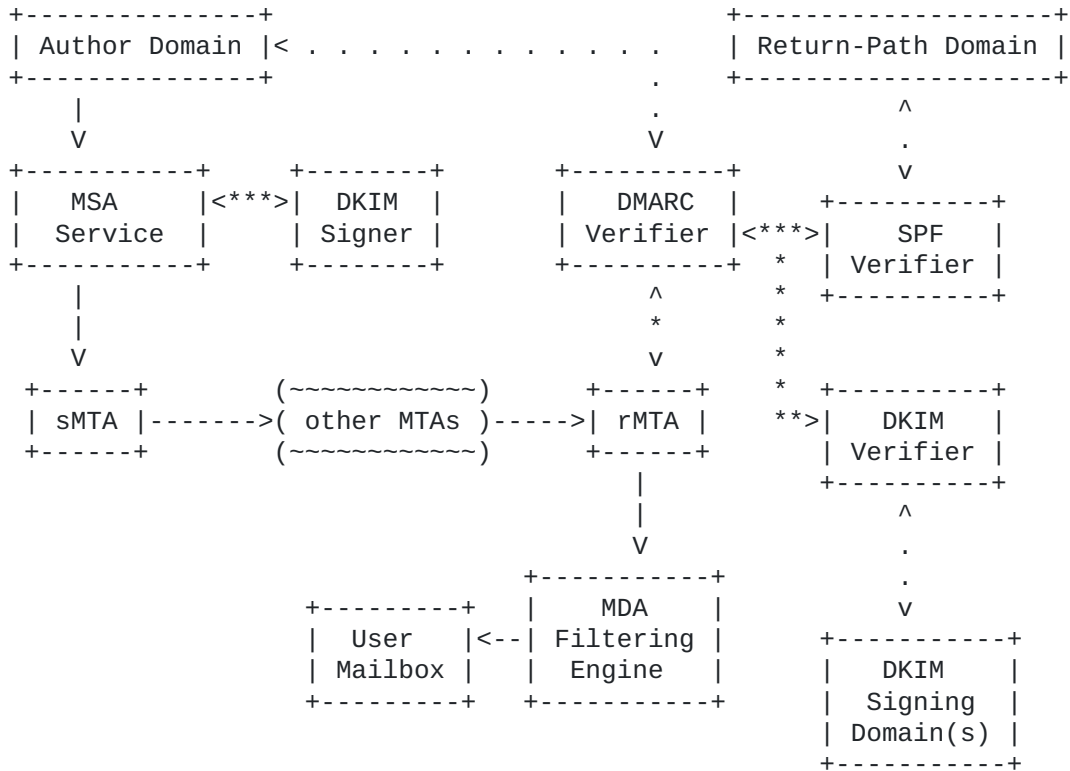 +---------------+                             +--------------------+
| Author Domain |< . . . . . . . . . . . .    | Return-Path Domain |
+---------------+                        .    +--------------------+
    |                                    .               ^
    V                                    V               .
+-----------+     +--------+       +----------+          v
|   MSA     |<***>|  DKIM  |       |   DMARC  |     +----------+
|  Service  |     | Signer |       | Verifier |<***>|    SPF   |
+-----------+     +--------+       +----------+  *  | Verifier |
    |                                    ^       *  +----------+
    |                                    *       *
    V                                    v       *
 +------+        (~~~~~~~~~~~~)      +------+    *  +----------+
 | sMTA |------->( other MTAs )----->| rMTA |    **>|   DKIM   |
 +------+        (~~~~~~~~~~~~)      +------+       | Verifier |
                                        |           +----------+
                                        |                ^
                                        V                .
                                 +-----------+           .
                   +---------+   |    MDA    |           v
                   |  User   |<--| Filtering |      +-----------+
                   | Mailbox |   |  Engine   |      |   DKIM    |
                   +---------+   +-----------+      |  Signing  |
                                                    | Domain(s) |
                                                    +-----------+